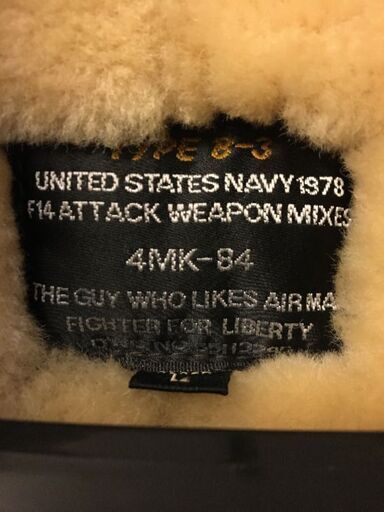 TYPE B-3
UNITED STATES NAVY 1978
F14 ATTACK WEAPON MIXES
4MK-84
THE GUY WHO LIKES AIR MA
FIGHTER FOR LIBERTY
L